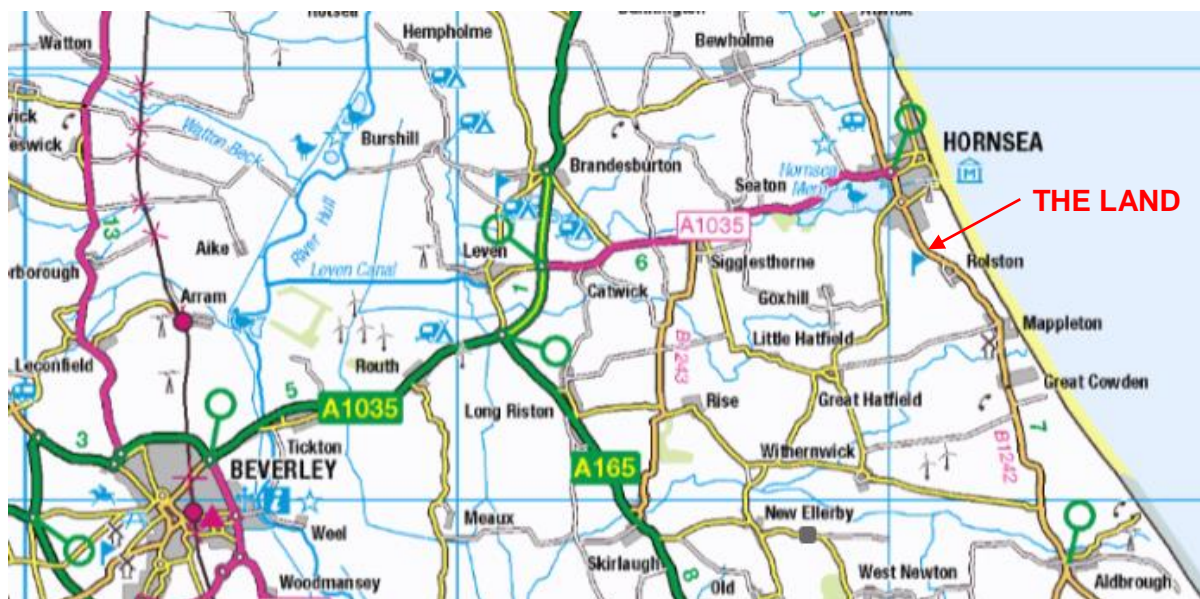 Rotsea
Hempholme
Watton
Bewholme
Watton Beck
Burshill
Brandesburton
HORNSEA
Hornsea
Mere
Seaton
THE LAND
A1035
13
Aike
River Hull
Leven
6
Sigglesthorne
Rolston
Leven Canal
1
Catwick
Goxhill
Arram
B1243
Mappleton
Little Hatfield
Leconfield
Routh
Great Cowden
5
A1035
Long Riston
Rise
Great Hatfield
7
3
Tickton
B1242
Withernwick
BEVERLEY
A165
Meaux
New Ellerby
Weel
Skirlaugh
8
Woodmansey
Old
West Newton
Aldbrough